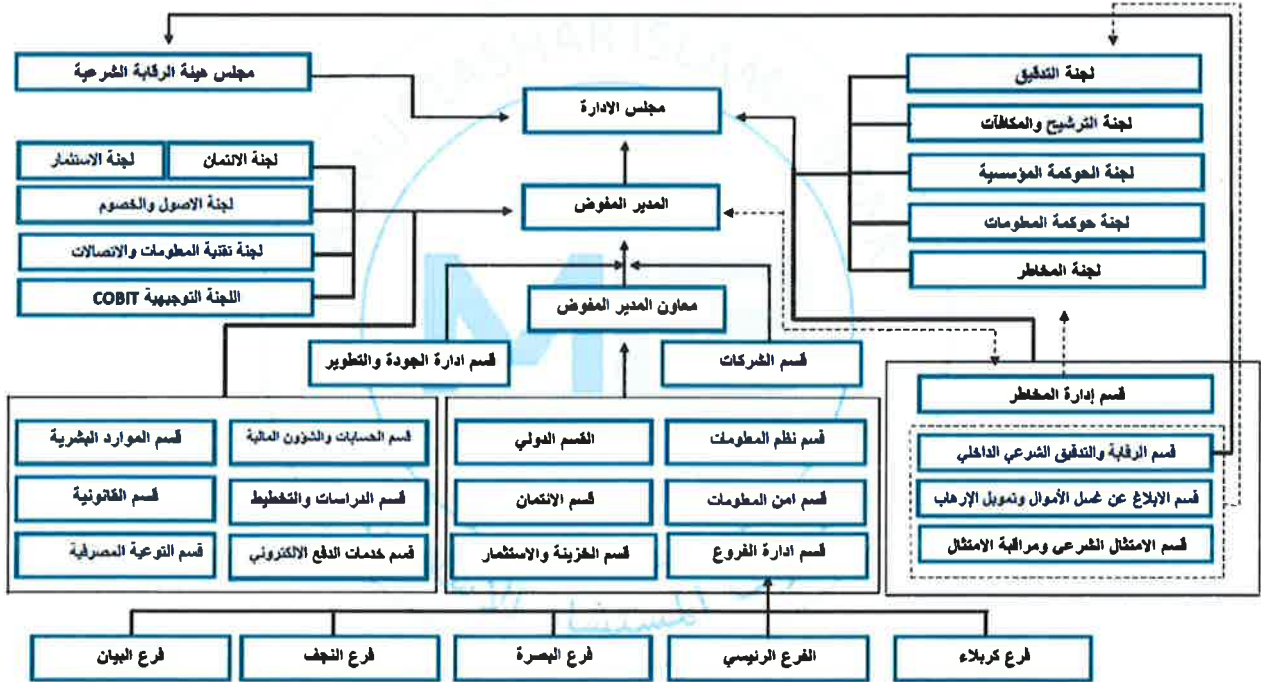 مجلس هيئة الرقابة الشرعية
لجنة التدقيق
مجلس الادارة
لجنة الترشيح والمكافآت
لجنة الائتمان
لجنة الاستثمار
لجنة الحوكمة المؤسسية
لجنة الاصول والخصوم
المدير المفوض
لجنة حوكمة المعلومات
لجنة تقنية المعلومات والاتصالات
لجنة المخاطر
اللجنة التوجيهية COBIT
معاون المدير المفوض
قسم الشركات
قسم ادارة الجودة والتطوير
قسم إدارة المخاطر
قسم الرقابة والتدقيق الشرعي الداخلي
قسم الابلاغ عن غسل الأموال وتمويل الإرهاب
قسم الامتثال الشرعي ومراقبة الامتثال
قسم نظم المعلومات
القسم الدولي
قسم امن المعلومات
قسم الائتمان
قسم ادارة الفروع
قسم الخزينة والاستثمار
قسم الحسابات والشؤون المالية
قسم الموارد البشرية
قسم الدراسات والتخطيط
قسم القانونية
قسم خدمات الدفع الالكتروني
قسم التوعية المصرفية
فرع كربلاء
الفرع الرئيسي
فرع البصرة
فرع النجف
فرع البيان